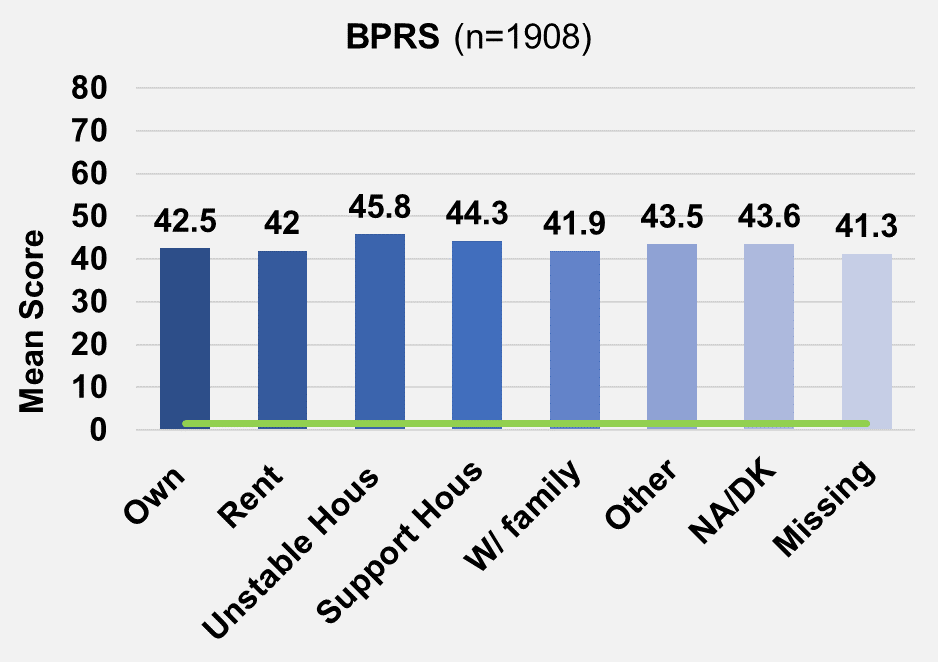 BPRS (n=1908)
Mean Score
80
70
60
50
40
30
20
10
0
42.5
42
45.8
44.3
41.9
43.5
43.6
41.3
Own
Rent
Unstable Hous
Support Hous
W/ family
Other
NA/DK
Missing